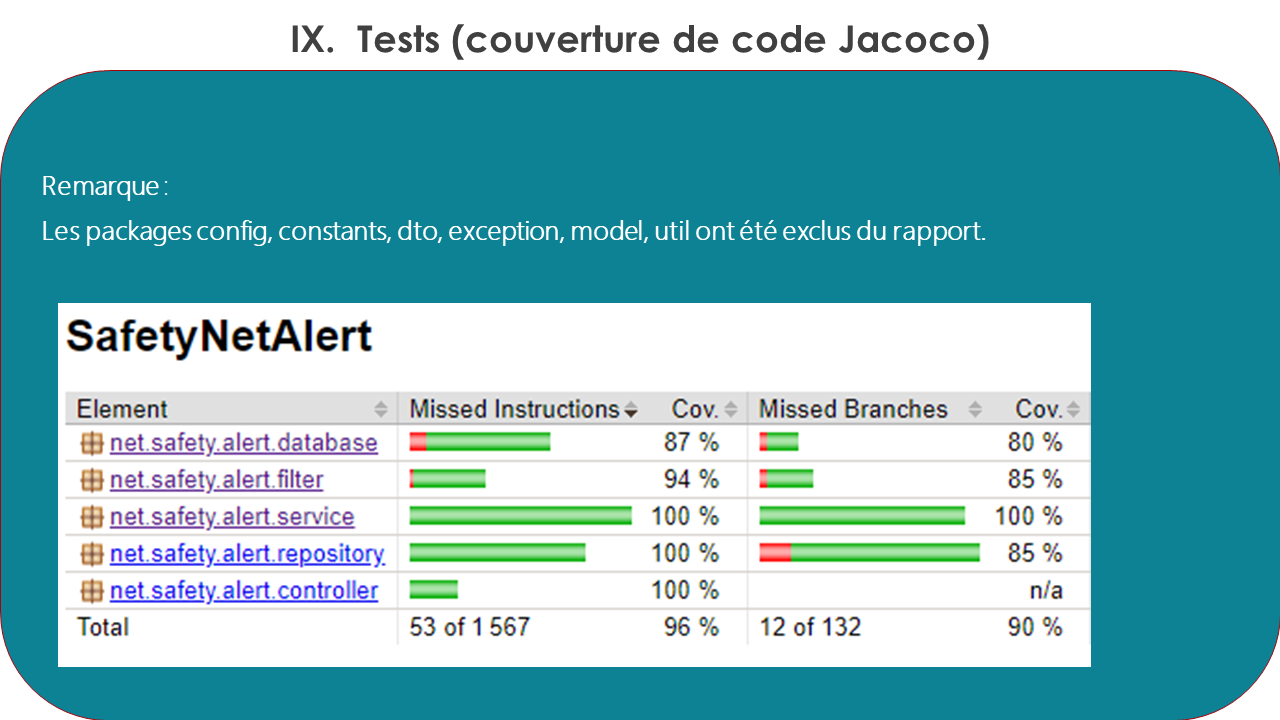 IX. Tests (couverture de code Jacoco)
Remarque :
Les packages config, constants, dto, exception, model, util ont été exclus du rapport.
SafetyNetAlert
Element Missed Instructions Cov. Missed Branches Cov.
net.safety.alert.database 87 % 80 %
net.safety.alert.filter 94 % 85 %
net.safety.alert.service 100 % 100 %
net.safety.alert.repository 100 % 85 %
net.safety.alert.controller 100 % n/a
Total 53 of 1 567 96 % 12 of 132 90 %